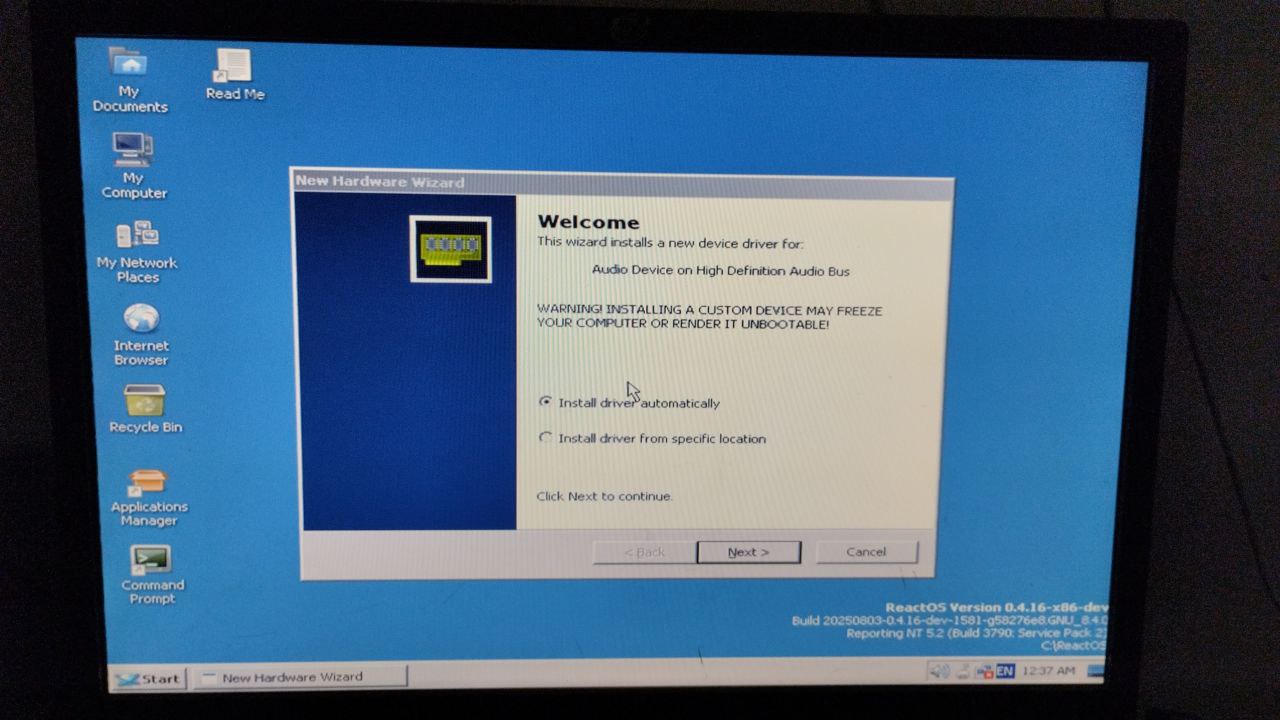 My
Documents
Read Me
My
Computer
My Network
Places
Internet
Browser
Recycle Bin
Applications
Manager
Command
Prompt
New Hardware Wizard
Welcome
This wizard installs a new device driver for:
Audio Device on High Definition Audio Bus
WARNING! INSTALLING A CUSTOM DEVICE MAY FREEZE
YOUR COMPUTER OR RENDER IT UNBOOTABLE!
Install driver automatically
Install driver from specific location
Click Next to continue.
< Back
Next >
Cancel
ReactOS Version 0.4.16-x86-dev
Build 20250803-0.4.16-dev-1581-g58276e8.GNU_8.4.0
Reporting NT 5.2 (Build 3790: Service Pack 2)
C:\ReactOS
Start
New Hardware Wizard
EN
12:37 AM